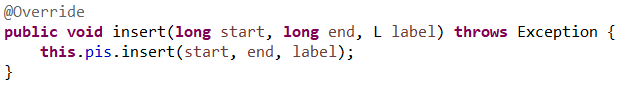 @Override
public void insert(long start, long end, L label) throws Exception {
    this.pis.insert(start, end, label);
}